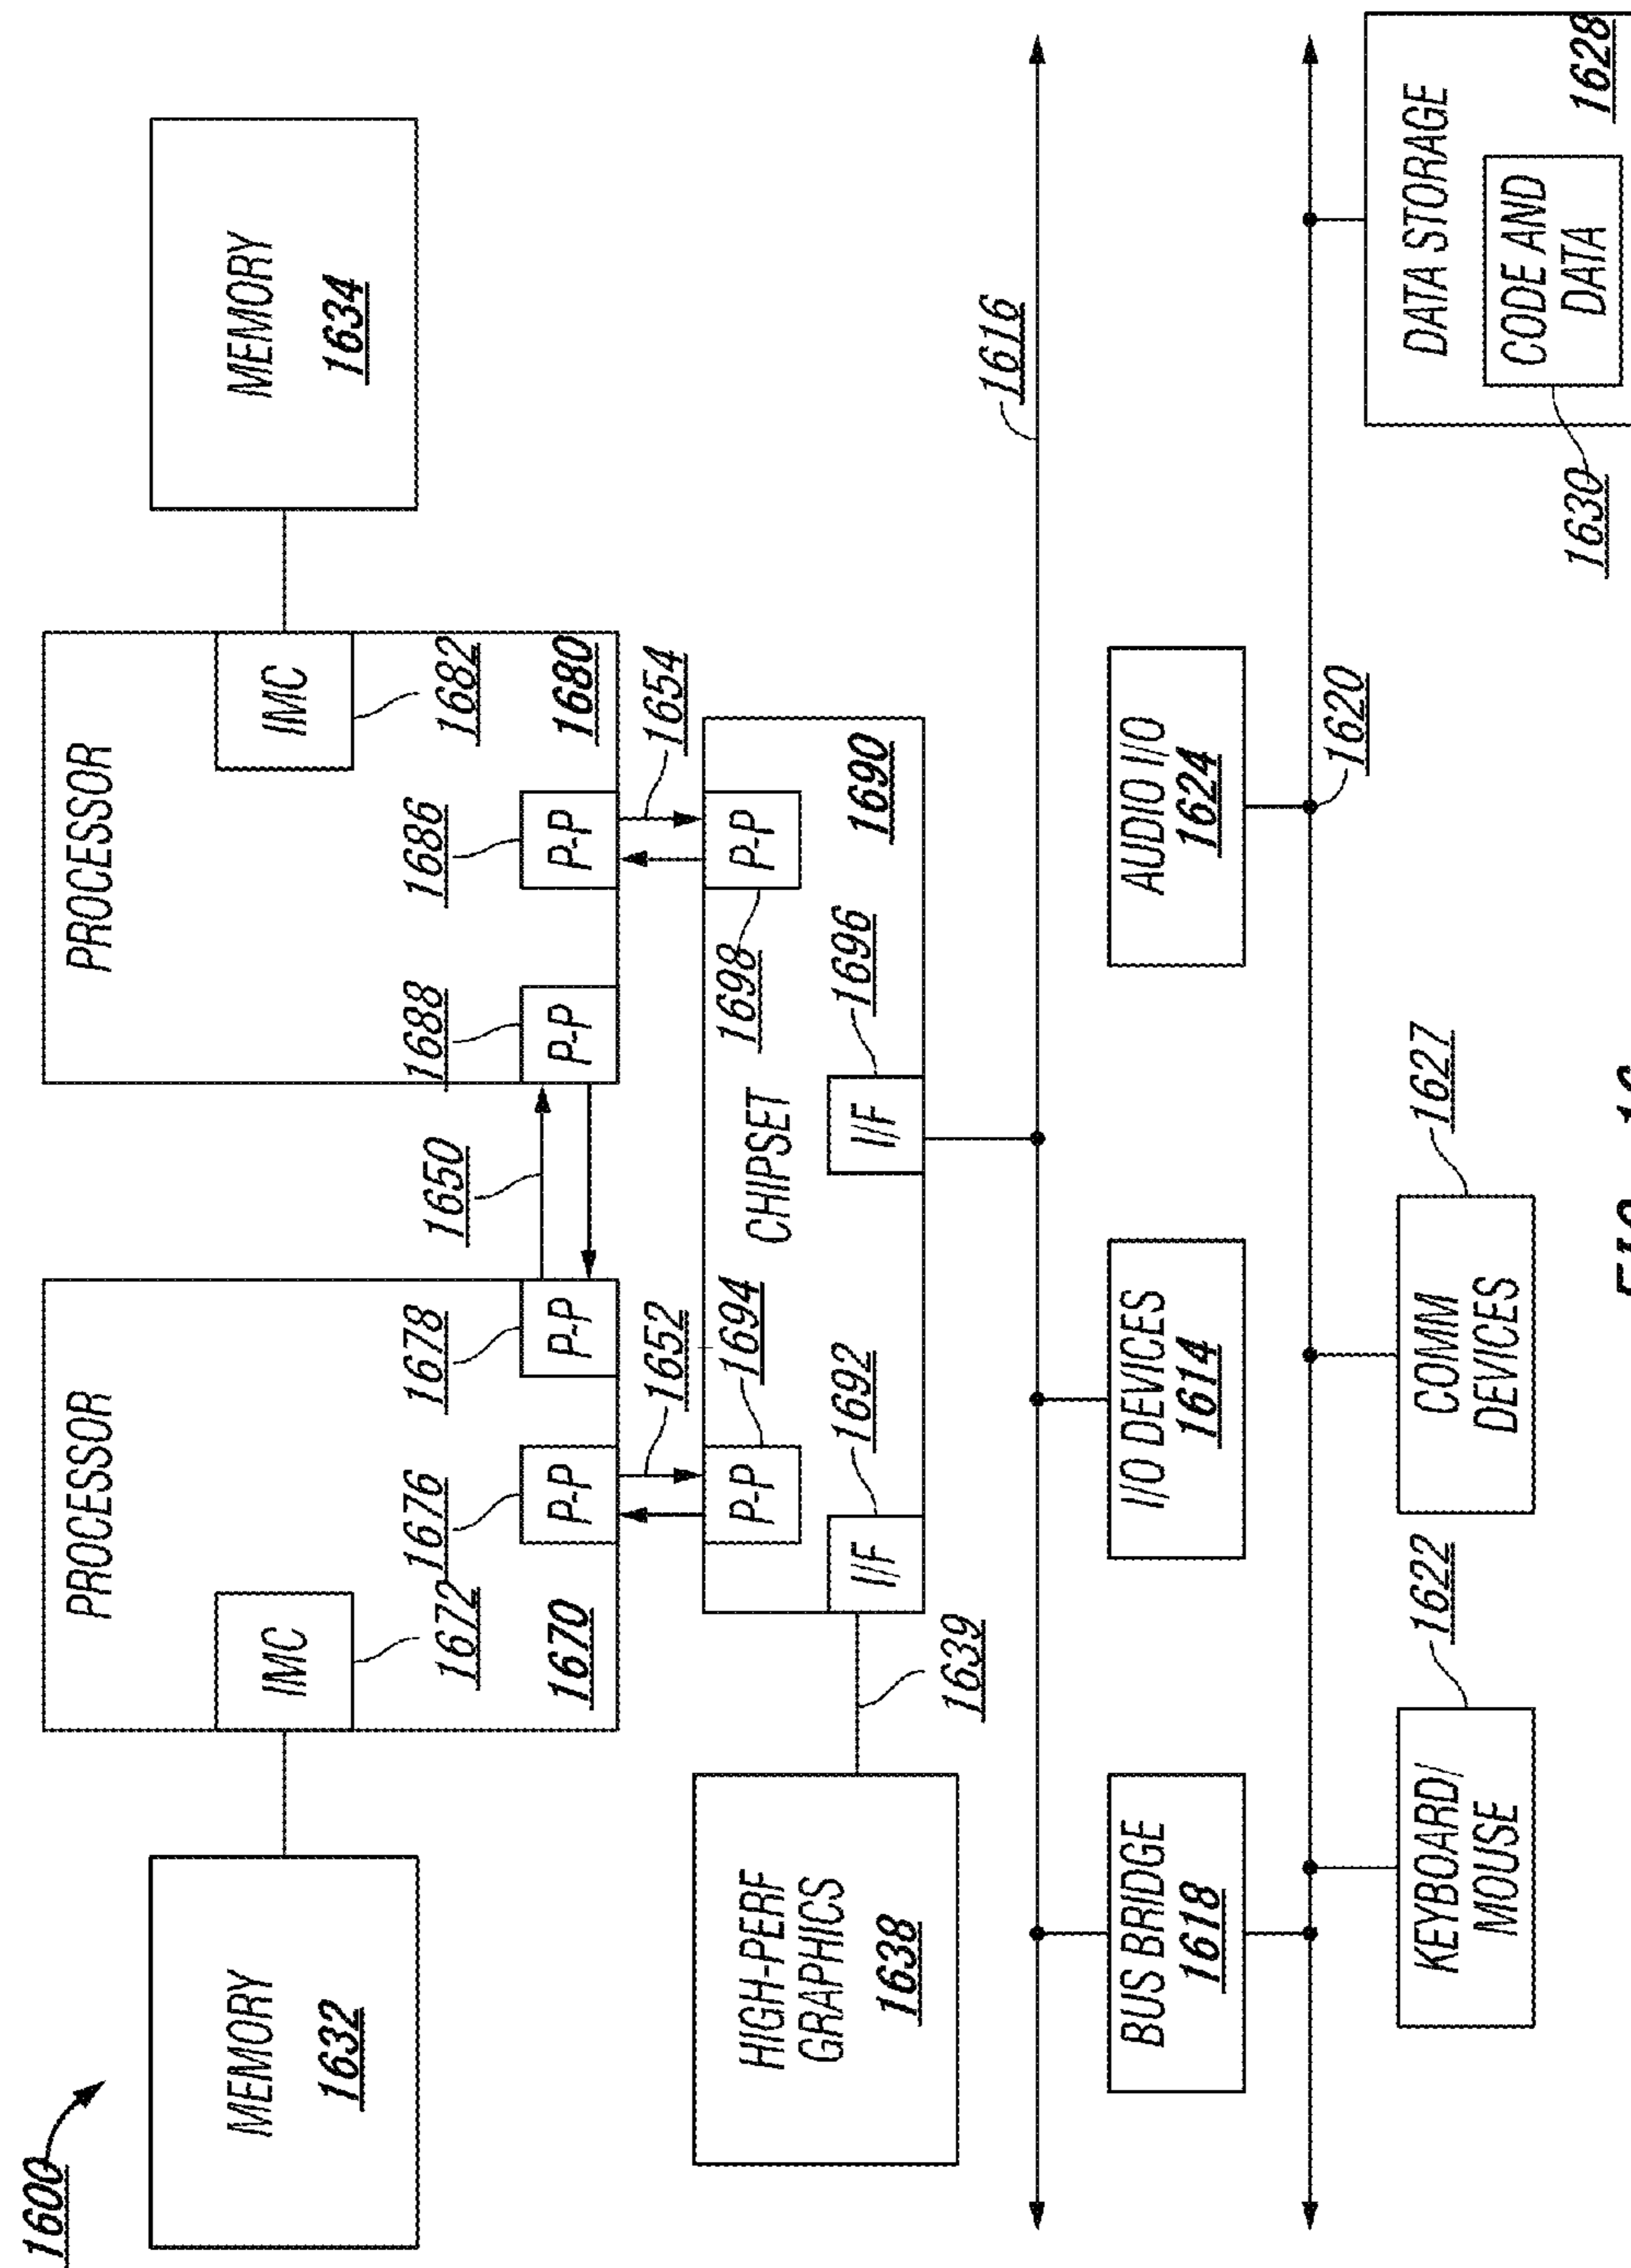 1600
MEMORY
1632
PROCESSOR
IMC
1672
1670
1676
P-P
1678
P-P
1650
PROCESSOR
1688
P-P
1686
P-P
IMC
1682
1680
MEMORY
1634
1652
1654
HIGH-PERF
GRAPHICS
1638
1639
P-P
1694
I/F
1692
CHIPSET
I/F
1696
P-P
1698
1690
1616
BUS BRIDGE
1618
I/O DEVICES
1614
AUDIO I/O
1624
1620
KEYBOARD/
MOUSE
1622
COMM
DEVICES
1627
DATA STORAGE
CODE AND
DATA
1630
1628